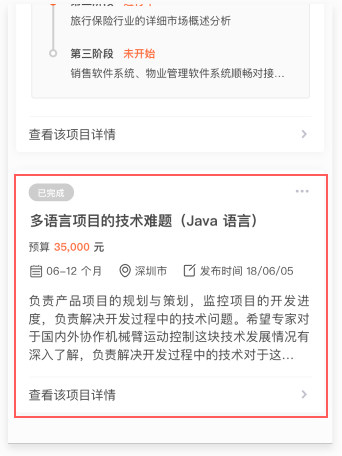 旅行保险行业的详细市场概述分析
第三阶段 未开始
销售软件系统、物业管理软件系统顺畅对接...
查看该项目详情
已完成
多语言项目的技术难题（Java 语言）
预算 35,000 元
06-12 个月 深圳市 发布时间 18/06/05
负责产品项目的规划与策划，监控项目的开发进
度，负责解决开发过程中的技术问题。希望专家对
于国内外协作机械臂运动控制这块技术发展情况有
深入了解，负责解决开发过程中的技术对于这...
查看该项目详情